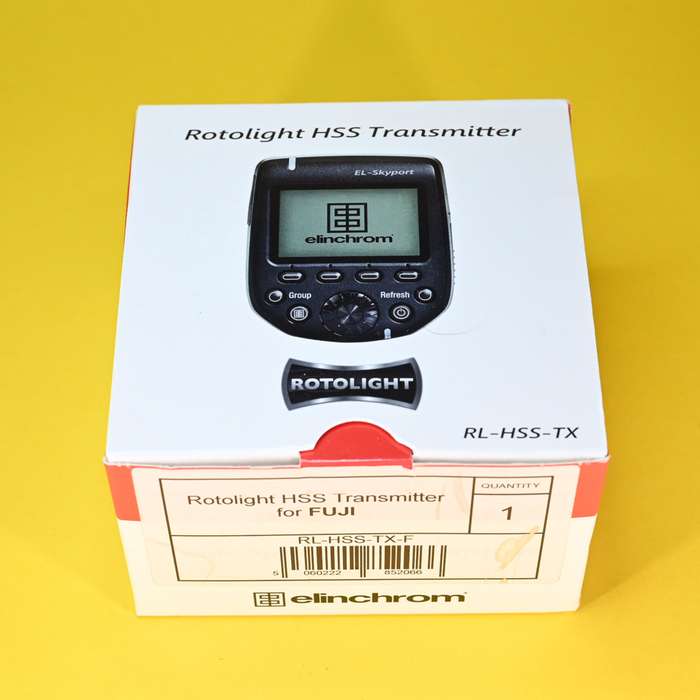 Rotolight HSS Transmitter
EL-Skyport
elinchrom
Group
Refresh
ROTOLIGHT
RL-HSS-TX
Rotolight HSS Transmitter
for FUJI
QUANTITY
1
RL-HSS-TX-F
5 060222 852066
elinchrom